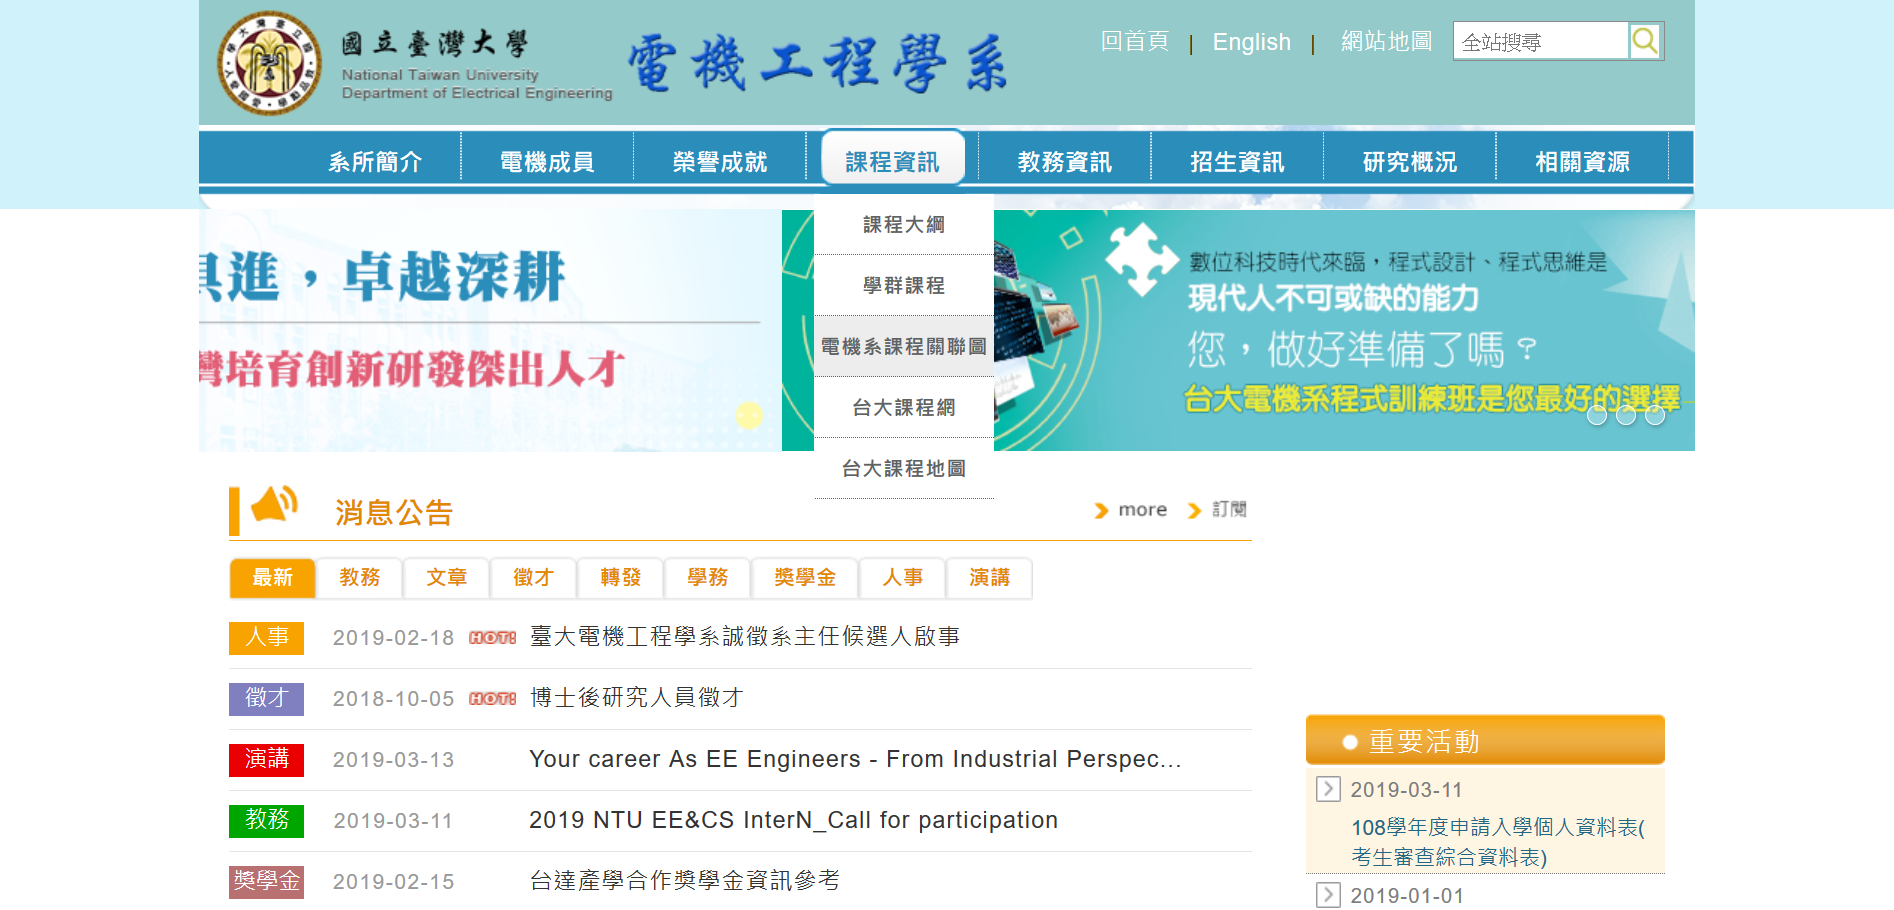 國立臺灣大學
National Taiwan University
Department of Electrical Engineering
電機工程學系
回首頁 | English | 網站地圖
全站搜尋
系所簡介
電機成員
榮譽成就
課程資訊
教務資訊
招生資訊
研究概況
相關資源
課程大綱
學群課程
電機系課程關聯圖
台大課程網
台大課程地圖
俱進，卓越深耕
灣培育創新研發傑出人才
數位科技時代來臨，程式設計、程式思維是
現代人不可或缺的能力
您，做好準備了嗎？
台大電機系程式訓練班是您最好的選擇
消息公告
more
訂閱
最新
教務
文章
徵才
轉發
學務
獎學金
人事
演講
人事 2019-02-18 HOT! 臺大電機工程學系誠徵系主任候選人啟事
徵才 2018-10-05 HOT! 博士後研究人員徵才
演講 2019-03-13 Your career As EE Engineers - From Industrial Perspec...
教務 2019-03-11 2019 NTU EE&CS InterN_Call for participation
獎學金 2019-02-15 台達產學合作獎學金資訊參考
重要活動
2019-03-11
108學年度申請入學個人資料表(
考生審查綜合資料表)
2019-01-01